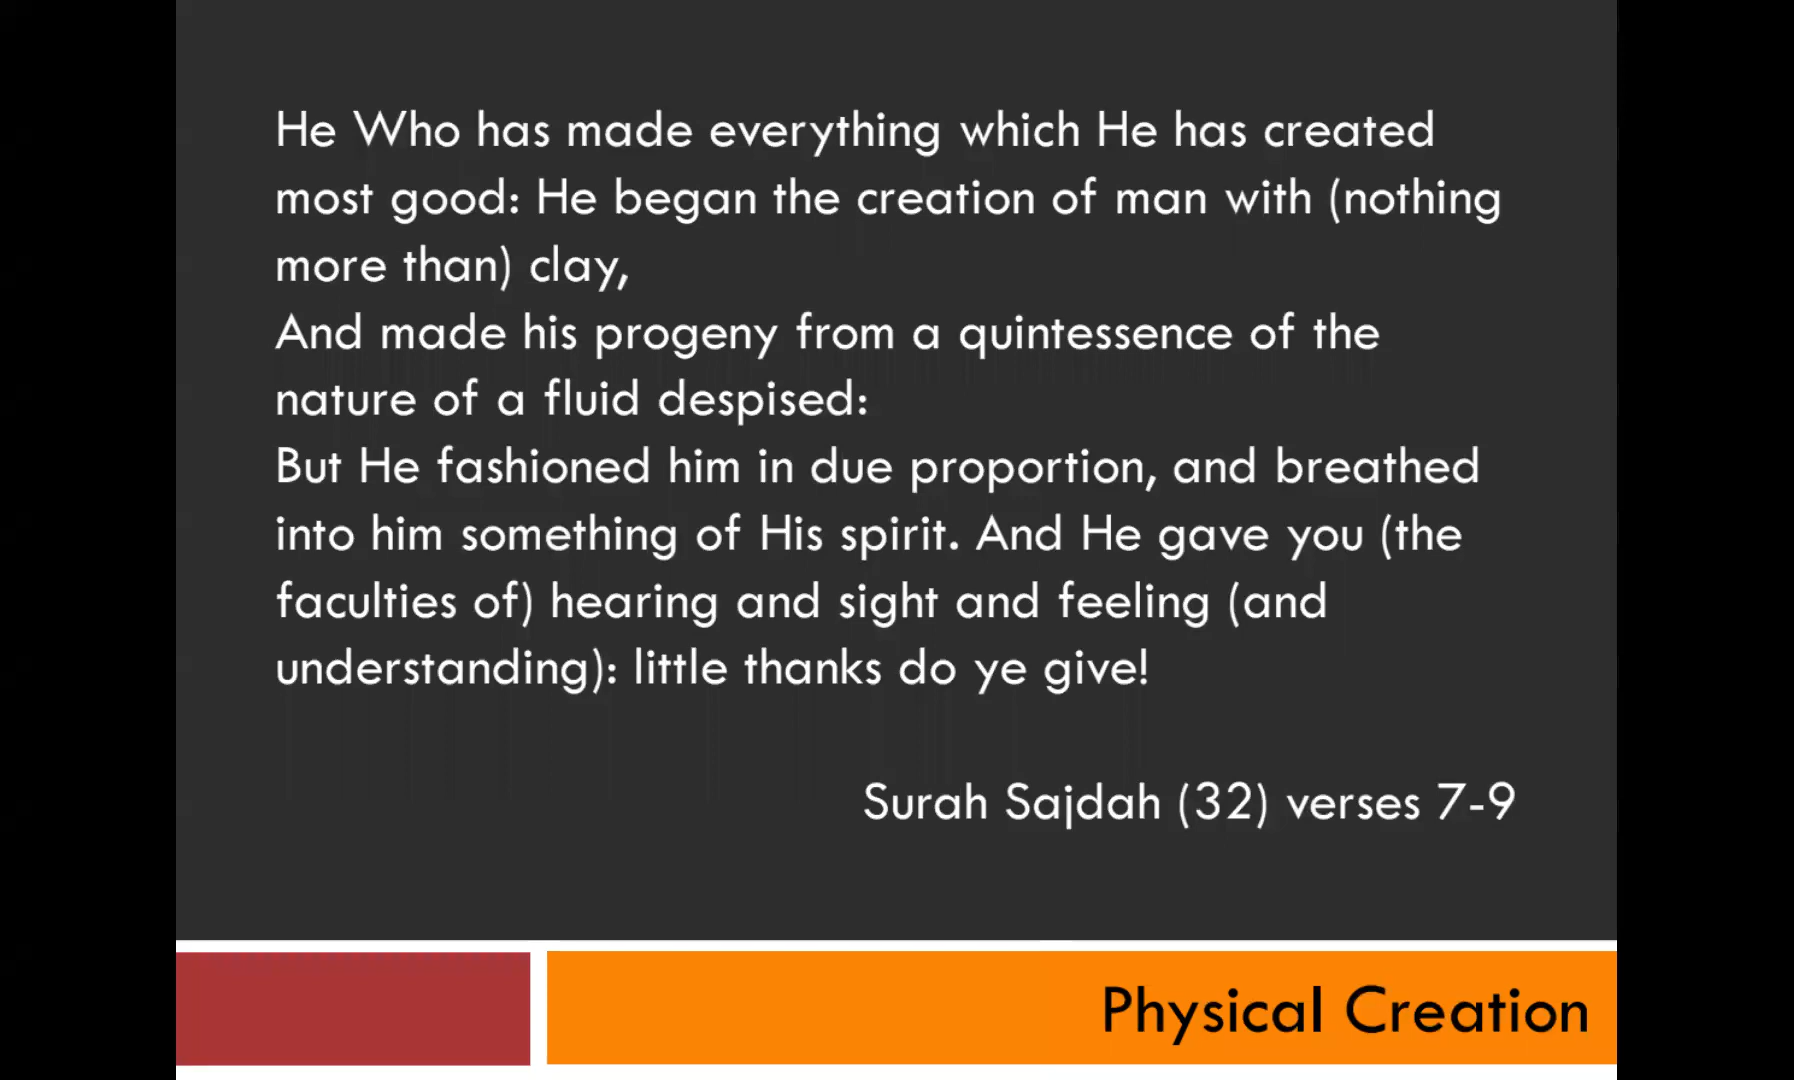 He Who has made everything which He has created
most good: He began the creation of man with (nothing
more than) clay,
And made his progeny from a quintessence of the
nature of a fluid despised:
But He fashioned him in due proportion, and breathed
into him something of His spirit. And He gave you (the
faculties of) hearing and sight and feeling (and
understanding): little thanks do ye give!
Surah Sajdah (32) verses 7-9
Physical Creation